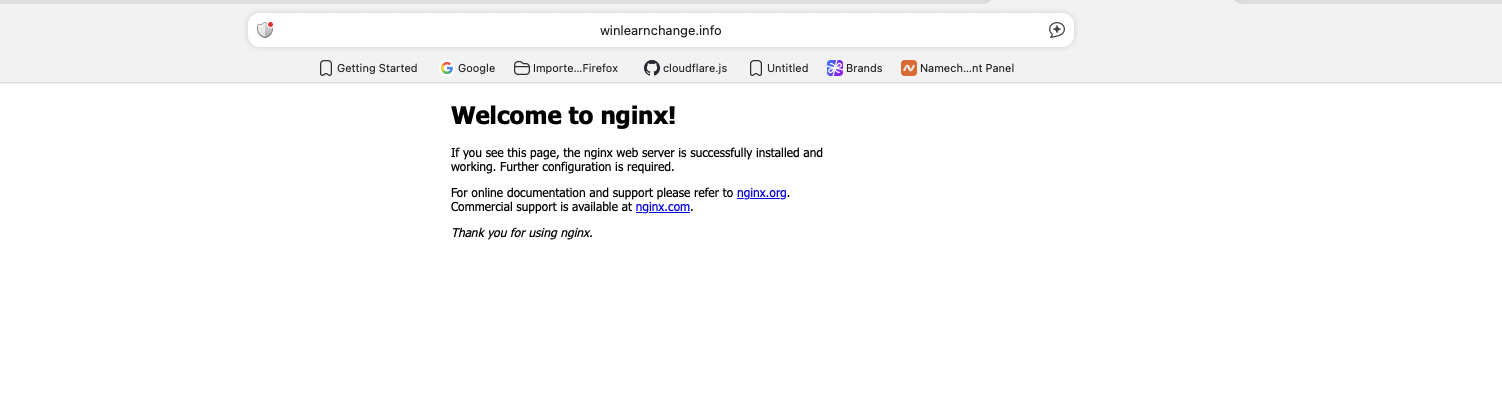 winlearnchange.info
Getting Started Google Importe...Firefox cloudflare.js Untitled Brands Namech...nt Panel
Welcome to nginx!
If you see this page, the nginx web server is successfully installed and
working. Further configuration is required.
For online documentation and support please refer to nginx.org.
Commercial support is available at nginx.com.
Thank you for using nginx.